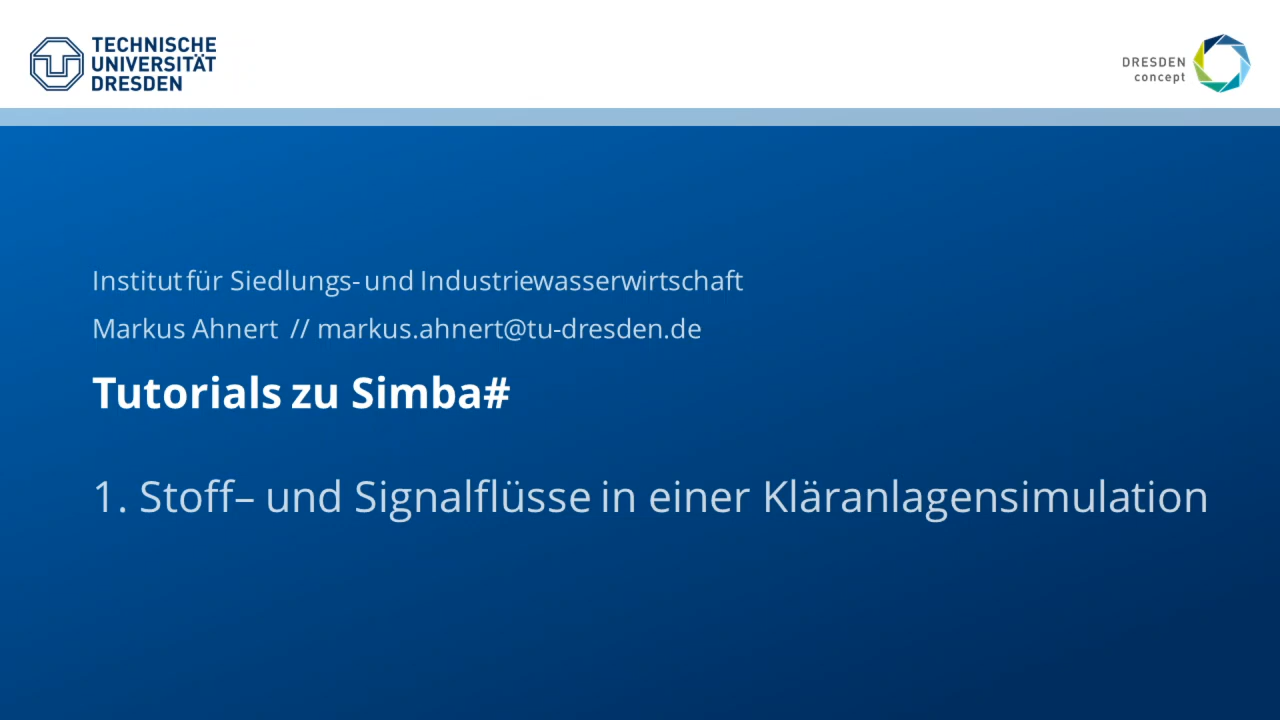 TECHNISCHE
UNIVERSITÄT
DRESDEN
DRESDEN
concept
Institut für Siedlungs- und Industriewasserwirtschaft
Markus Ahnert // markus.ahnert@tu-dresden.de
Tutorials zu Simba#
1. Stoff– und Signalflüsse in einer Kläranlagensimulation